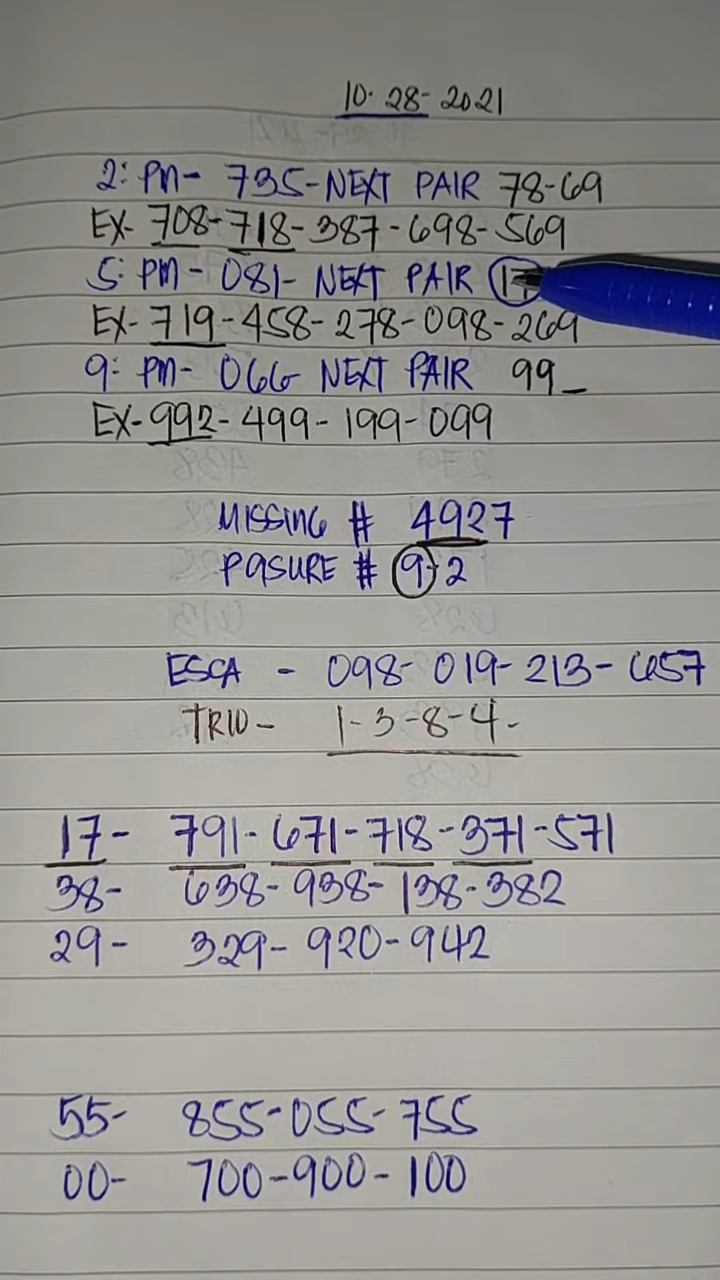 10-28-2021
2:PM- 735-NEXT PAIR 78-69
EX-708-718-387-698-569
5:PM- 081- NEXT PAIR 17
EX-719-458-278-098-269
9:PM- 066 NEXT PAIR 99_
EX-992-499-199-099
MISSING # 4927
PASURE # 9-2
ESCA - 098-019-213-657
TRIO- 1-3-8-4-
17- 791-671-718-371-571
38- 638-938-138-382
29- 329-920-942
55- 855-055-755
00- 700-900-100